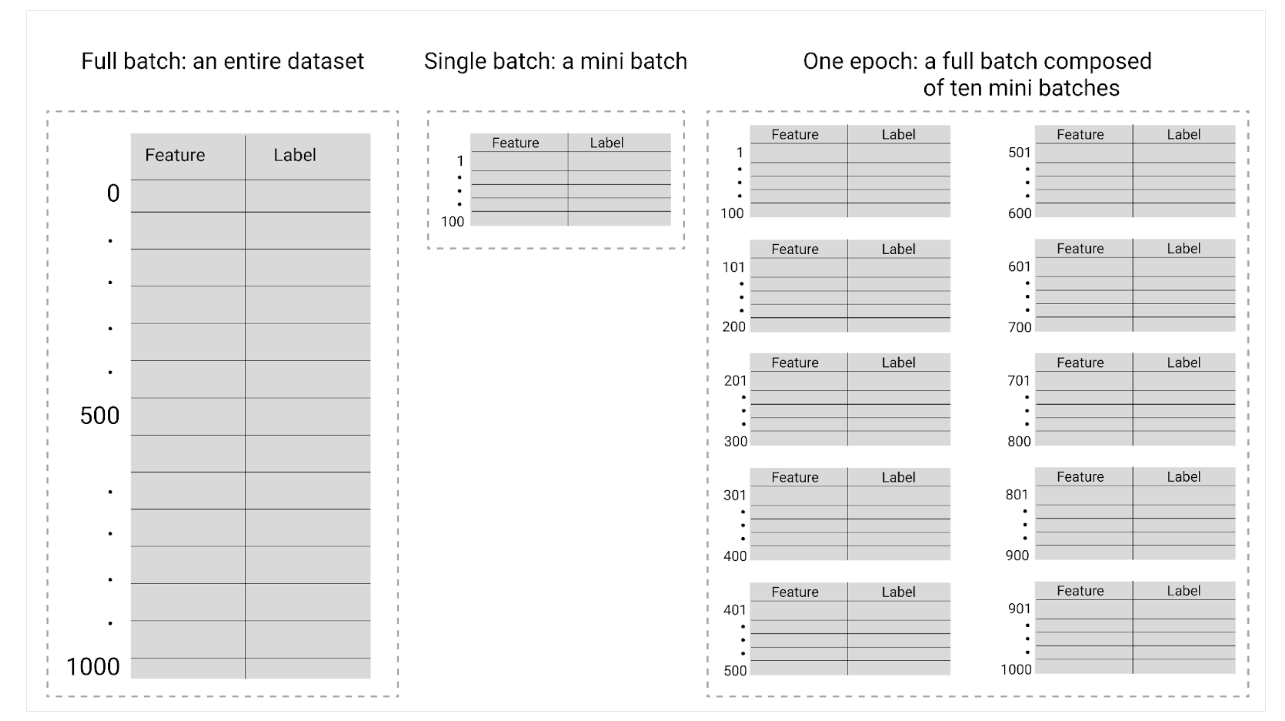 Full batch: an entire dataset
Feature Label
0
500
1000
Single batch: a mini batch
Feature Label
1
100
One epoch: a full batch composed
of ten mini batches
Feature Label
1
100
Feature Label
101
200
Feature Label
201
300
Feature Label
301
400
Feature Label
401
500
Feature Label
501
600
Feature Label
601
700
Feature Label
701
800
Feature Label
801
900
Feature Label
901
1000